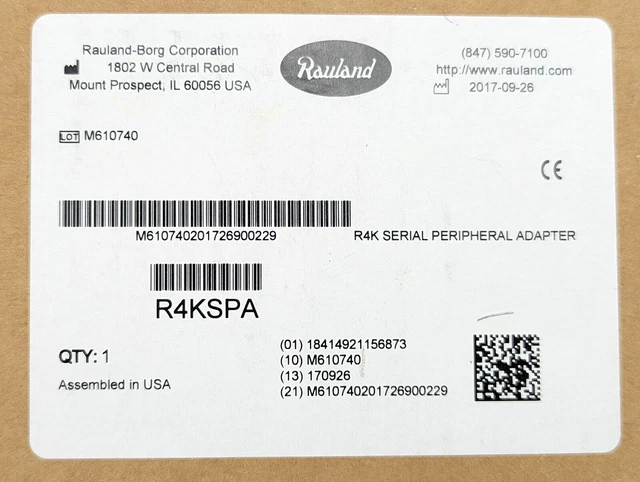 Rauland-Borg Corporation
1802 W Central Road
Mount Prospect, IL 60056 USA
Rauland
(847) 590-7100
http://www.rauland.com
2017-09-26
LOT M610740
CE
M610740201726900229
R4K SERIAL PERIPHERAL ADAPTER
R4KSPA
QTY: 1
Assembled in USA
(01) 18414921156873
(10) M610740
(13) 170926
(21) M610740201726900229